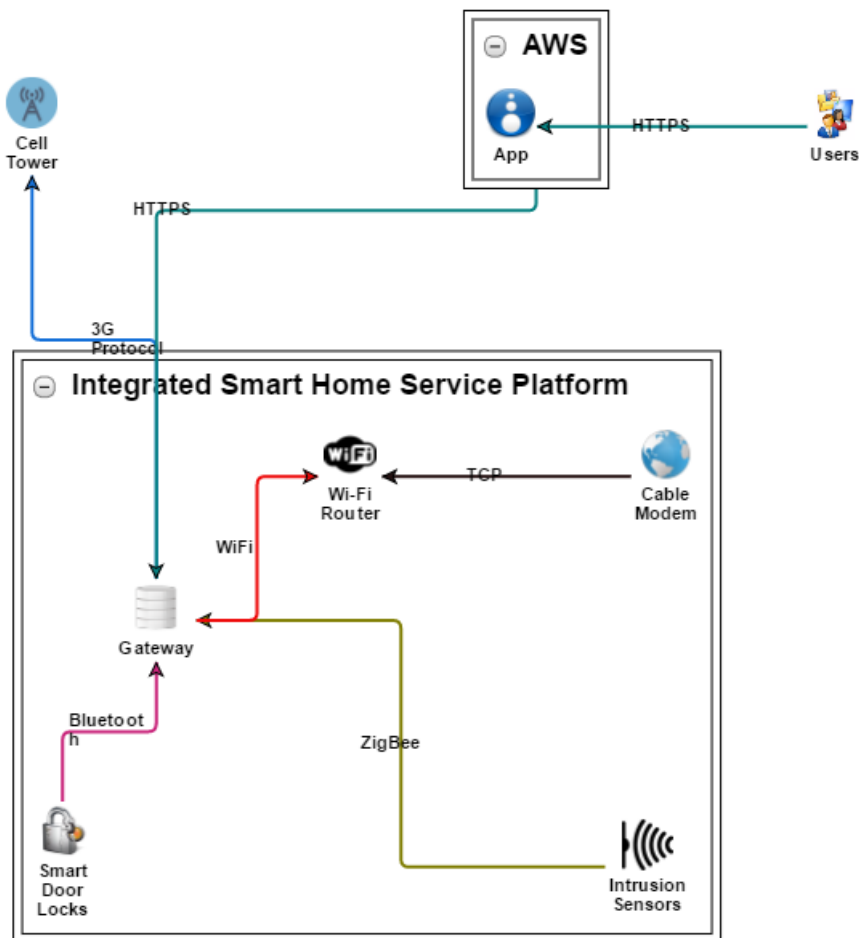 AWS
App
HTTPS
Users
Cell
Tower
HTTPS
3G
Protocol
Integrated Smart Home Service Platform
WiFi
Wi-Fi
Router
TCP
Cable
Modem
WiFi
Gateway
Bluetoot
h
ZigBee
Smart
Door
Locks
Intrusion
Sensors